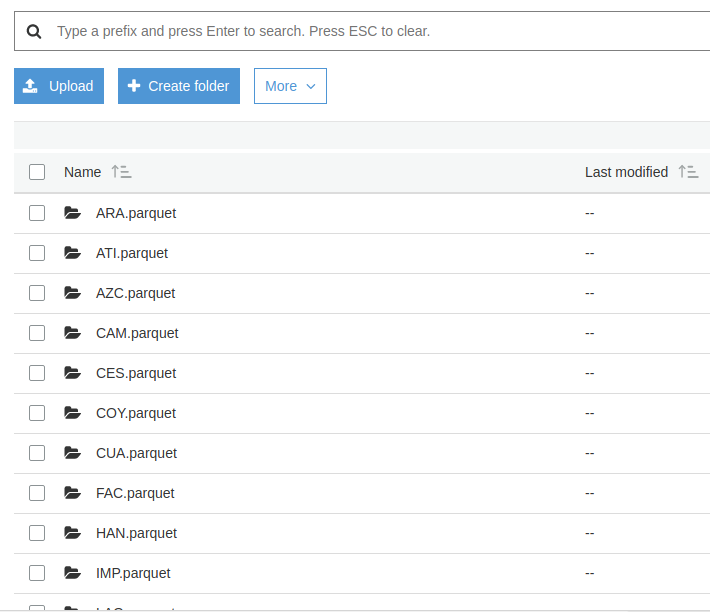 Type a prefix and press Enter to search. Press ESC to clear.
Upload Create folder More
Name Last modified
ARA.parquet --
ATI.parquet --
AZC.parquet --
CAM.parquet --
CES.parquet --
COY.parquet --
CUA.parquet --
FAC.parquet --
HAN.parquet --
IMP.parquet --